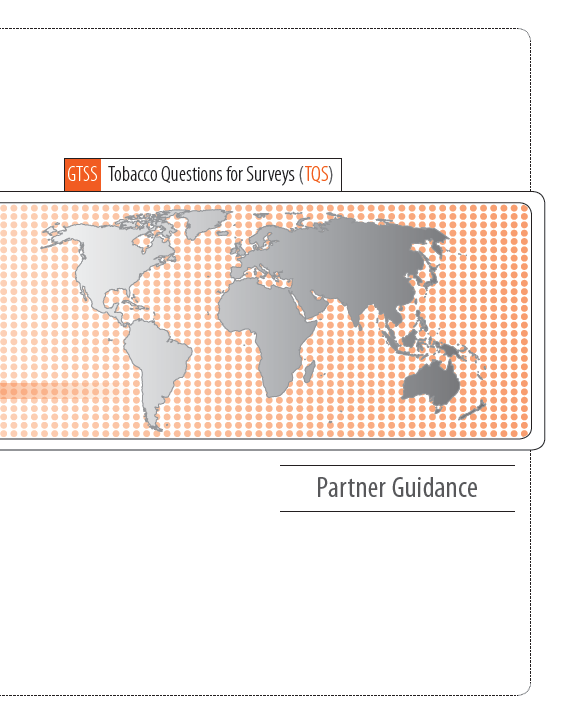 GTSS Tobacco Questions for Surveys (TQS)
Partner Guidance